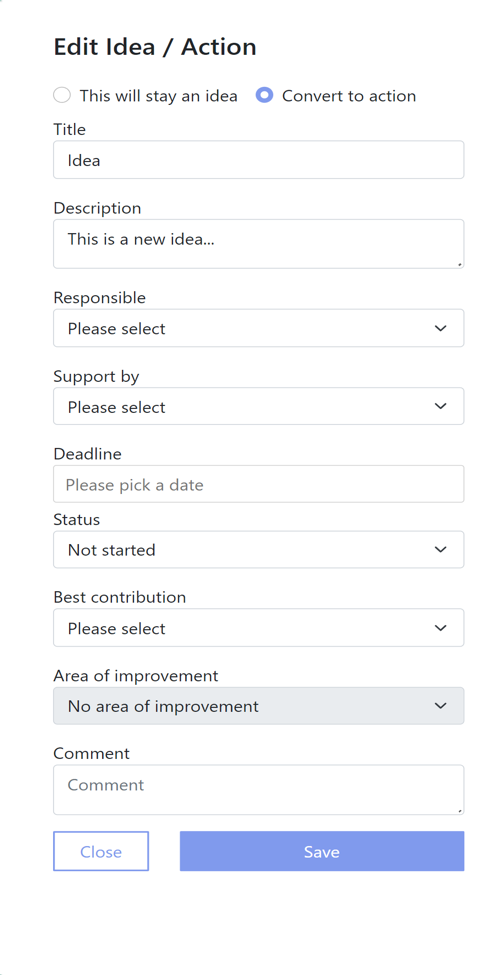 Edit Idea / Action
This will stay an idea Convert to action
Title
Idea
Description
This is a new idea...
Responsible
Please select
Support by
Please select
Deadline
Please pick a date
Status
Not started
Best contribution
Please select
Area of improvement
No area of improvement
Comment
Comment
Close Save